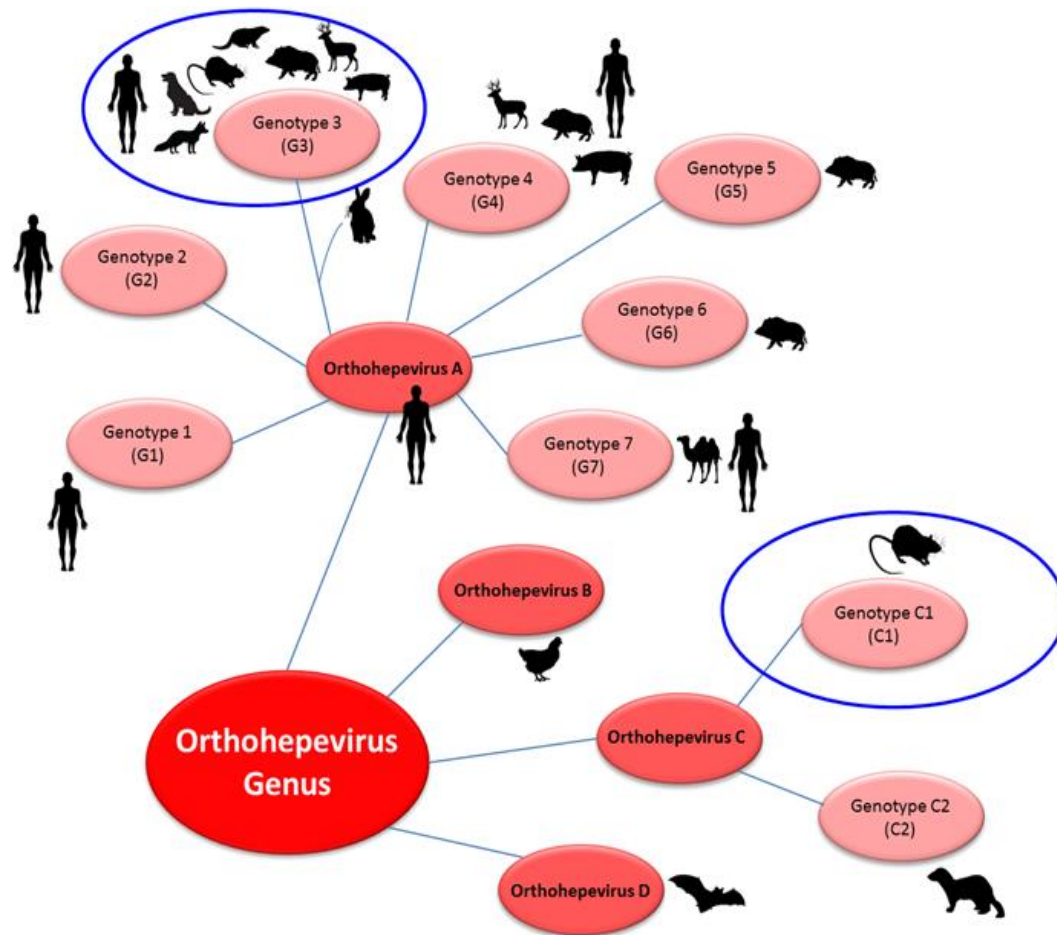 Genotype 3
(G3)
Genotype 4
(G4)
Genotype 5
(G5)
Genotype 2
(G2)
Genotype 6
(G6)
Orthohepevirus A
Genotype 1
(G1)
Genotype 7
(G7)
Orthohepevirus B
Genotype C1
(C1)
Orthohepevirus
Genus
Orthohepevirus C
Genotype C2
(C2)
Orthohepevirus D